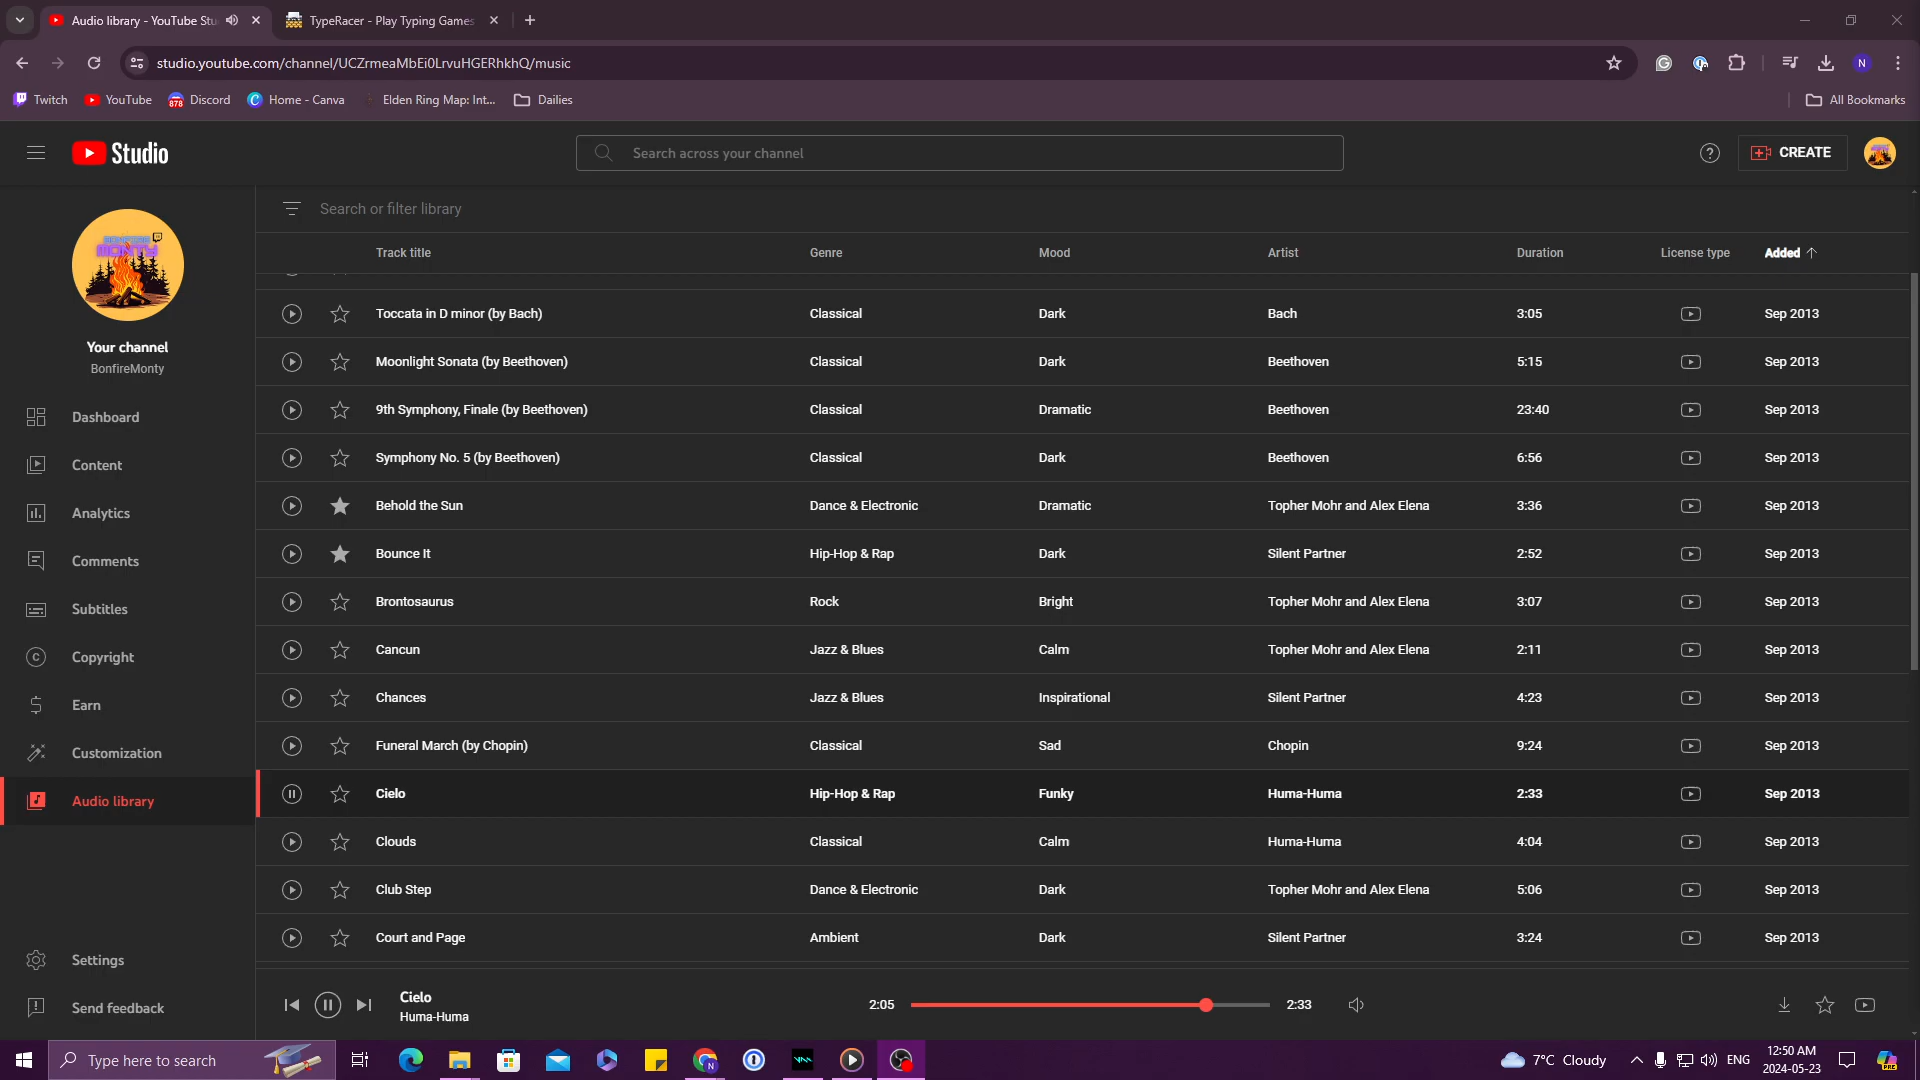 Audio library - YouTube Stu
TypeRacer - Play Typing Games
studio.youtube.com/channel/UCZrmeaMbEi0LrvuHGERhkhQ/music
N
Twitch
YouTube
878
Discord
Home - Canva
Elden Ring Map: Int...
Dailies
All Bookmarks
Studio
Search across your channel
CREATE
BONFIRE
MONTY
Your channel
BonfireMonty
Dashboard
Content
Analytics
Comments
Subtitles
Copyright
Earn
Customization
Audio library
Settings
Send feedback
Search or filter library
Track title Genre Mood Artist Duration License type Added
Toccata in D minor (by Bach) Classical Dark Bach 3:05 Sep 2013
Moonlight Sonata (by Beethoven) Classical Dark Beethoven 5:15 Sep 2013
9th Symphony, Finale (by Beethoven) Classical Dramatic Beethoven 23:40 Sep 2013
Symphony No. 5 (by Beethoven) Classical Dark Beethoven 6:56 Sep 2013
Behold the Sun Dance & Electronic Dramatic Topher Mohr and Alex Elena 3:36 Sep 2013
Bounce It Hip-Hop & Rap Dark Silent Partner 2:52 Sep 2013
Brontosaurus Rock Bright Topher Mohr and Alex Elena 3:07 Sep 2013
Cancun Jazz & Blues Calm Topher Mohr and Alex Elena 2:11 Sep 2013
Chances Jazz & Blues Inspirational Silent Partner 4:23 Sep 2013
Funeral March (by Chopin) Classical Sad Chopin 9:24 Sep 2013
Cielo Hip-Hop & Rap Funky Huma-Huma 2:33 Sep 2013
Clouds Classical Calm Huma-Huma 4:04 Sep 2013
Club Step Dance & Electronic Dark Topher Mohr and Alex Elena 5:06 Sep 2013
Court and Page Ambient Dark Silent Partner 3:24 Sep 2013
Cielo
Huma-Huma
2:05
2:33
Type here to search
7°C Cloudy
ENG
12:50 AM
2024-05-23